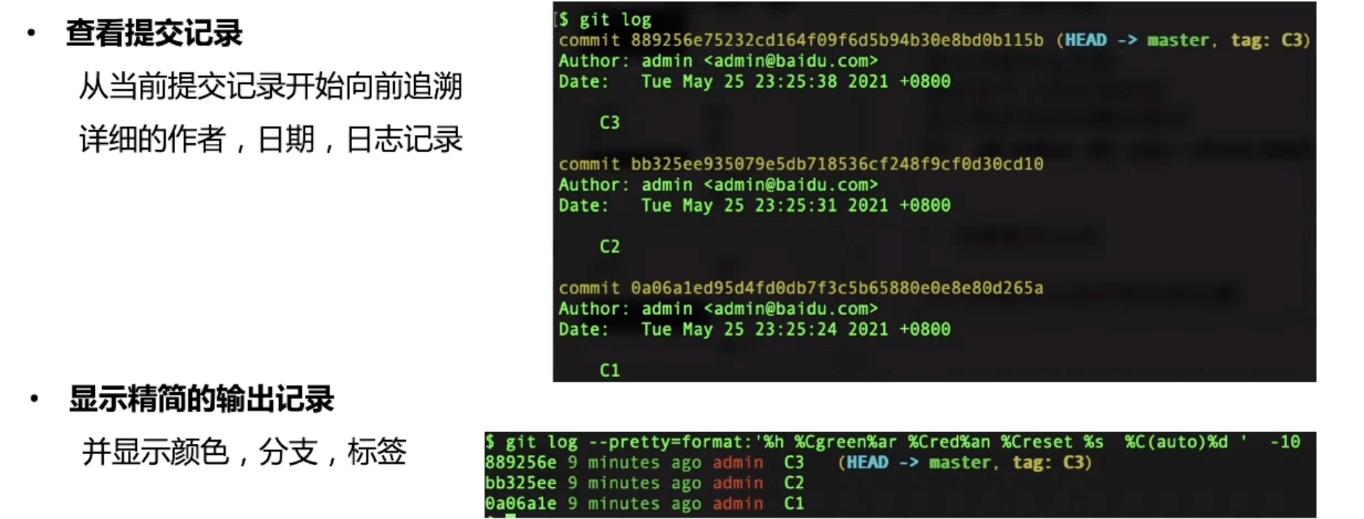 • 查看提交记录
从当前提交记录开始向前追溯
详细的作者，日期，日志记录
[$ git log
commit 889256e75232cd164f09f6d5b94b30e8bd0b115b (HEAD -> master, tag: C3)
Author: admin <admin@baidu.com>
Date:   Tue May 25 23:25:38 2021 +0800
C3
commit bb325ee935079e5db718536cf248f9cf0d30cd10
Author: admin <admin@baidu.com>
Date:   Tue May 25 23:25:31 2021 +0800
C2
commit 0a06a1ed95d4fd0db7f3c5b65880e0e8e80d265a
Author: admin <admin@baidu.com>
Date:   Tue May 25 23:25:24 2021 +0800
C1
• 显示精简的输出记录
并显示颜色，分支，标签
$ git log --pretty=format:'%h %Cgreen%ar %Cred%an %Creset %s  %C(auto)%d '  -10
889256e 9 minutes ago admin  C3   (HEAD -> master, tag: C3)
bb325ee 9 minutes ago admin  C2
0a06a1e 9 minutes ago admin  C1